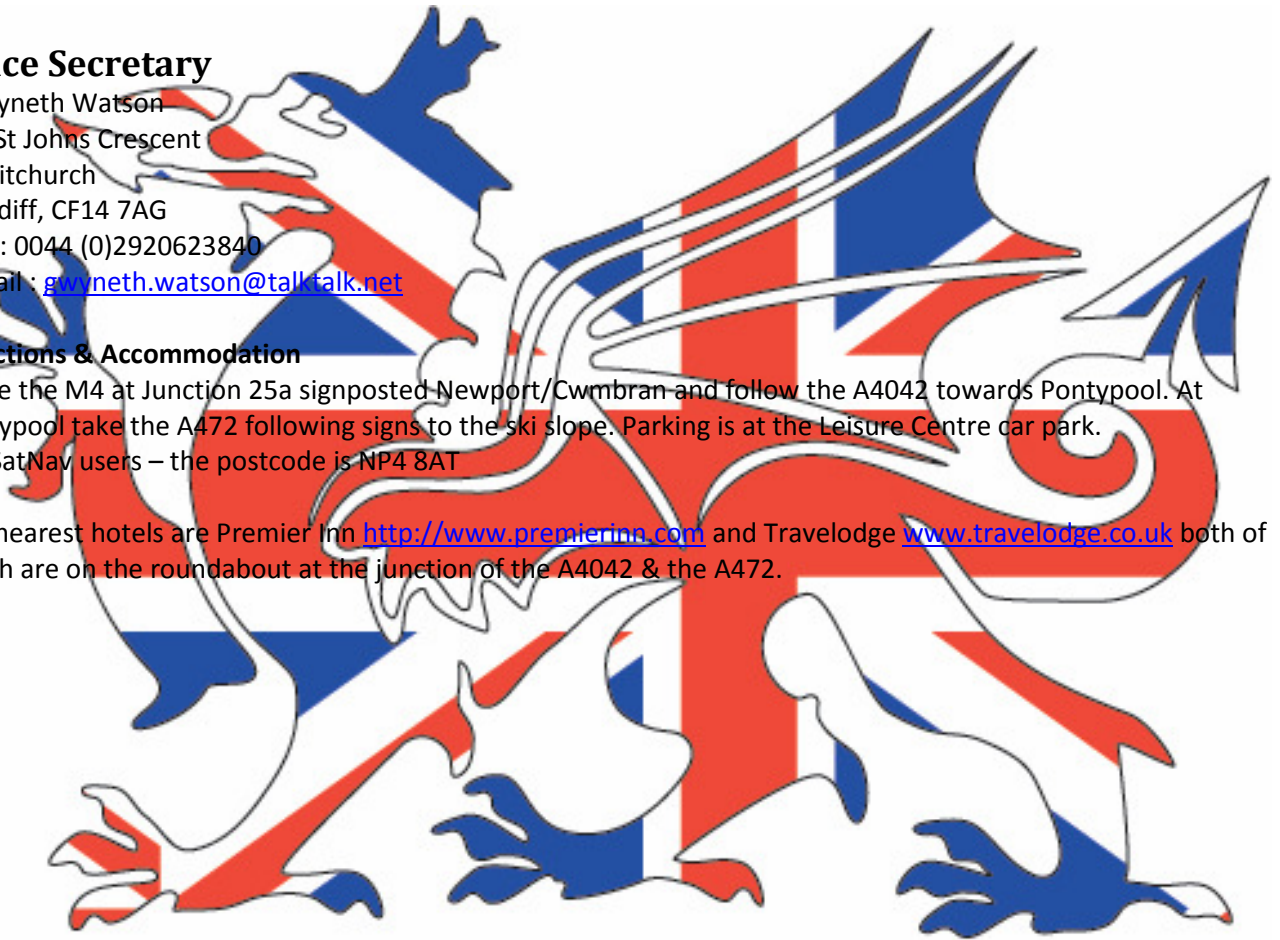 ce Secretary
yneth Watson
St Johns Crescent
itchurch
diff, CF14 7AG
: 0044 (0)2920623840
ail : gwyneth.watson@talktalk.net
ctions & Accommodation
e the M4 at Junction 25a signposted Newport/Cwmbran and follow the A4042 towards Pontypool. At
ypool take the A472 following signs to the ski slope. Parking is at the Leisure Centre car park.
SatNav users – the postcode is NP4 8AT
nearest hotels are Premier Inn http://www.premierinn.com and Travelodge www.travelodge.co.uk both of
h are on the roundabout at the junction of the A4042 & the A472.